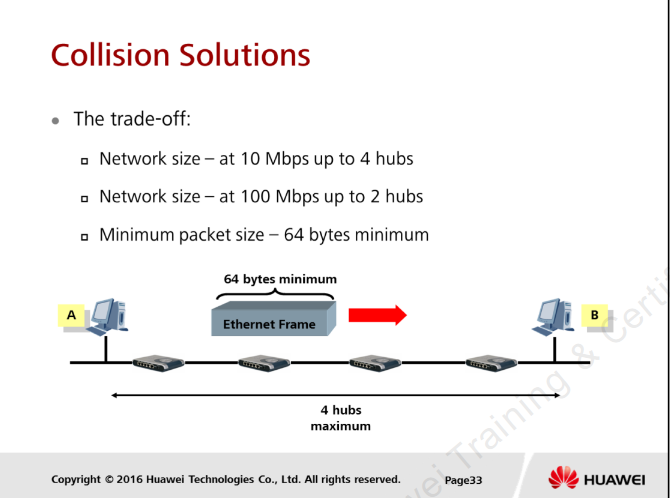 Collision Solutions
The trade-off:
Network size – at 10 Mbps up to 4 hubs
Network size – at 100 Mbps up to 2 hubs
Minimum packet size – 64 bytes minimum
64 bytes minimum
A
Ethernet Frame
B
4 hubs
maximum
Copyright © 2016 Huawei Technologies Co., Ltd. All rights reserved.
Page33
HUAWEI
Training &